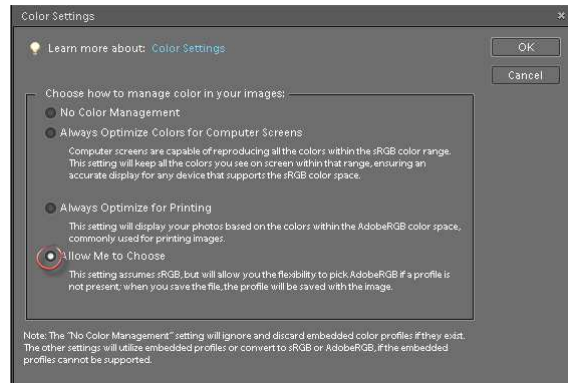 Color Settings
Learn more about: Color Settings
OK
Cancel
Choose how to manage color in your images:
No Color Management
Always Optimize Colors for Computer Screens
Computer screens are capable of reproducing all the colors within the sRGB color range.
This setting will keep all the colors you see on screen within that range, ensuring an
accurate display for any device that supports the sRGB color space.
Always Optimize for Printing
This setting will display your photos based on the colors within the AdobeRGB color space,
commonly used for printing images.
Allow Me to Choose
This setting assumes sRGB, but will allow you the flexibility to pick AdobeRGB if a profile is
not present; when you save the file, the profile will be saved with the image.
Note: The "No Color Management" setting will ignore and discard embedded color profiles if they exist.
The other settings will utilize embedded profiles or convert to sRGB or AdobeRGB, if the embedded
profiles cannot be supported.